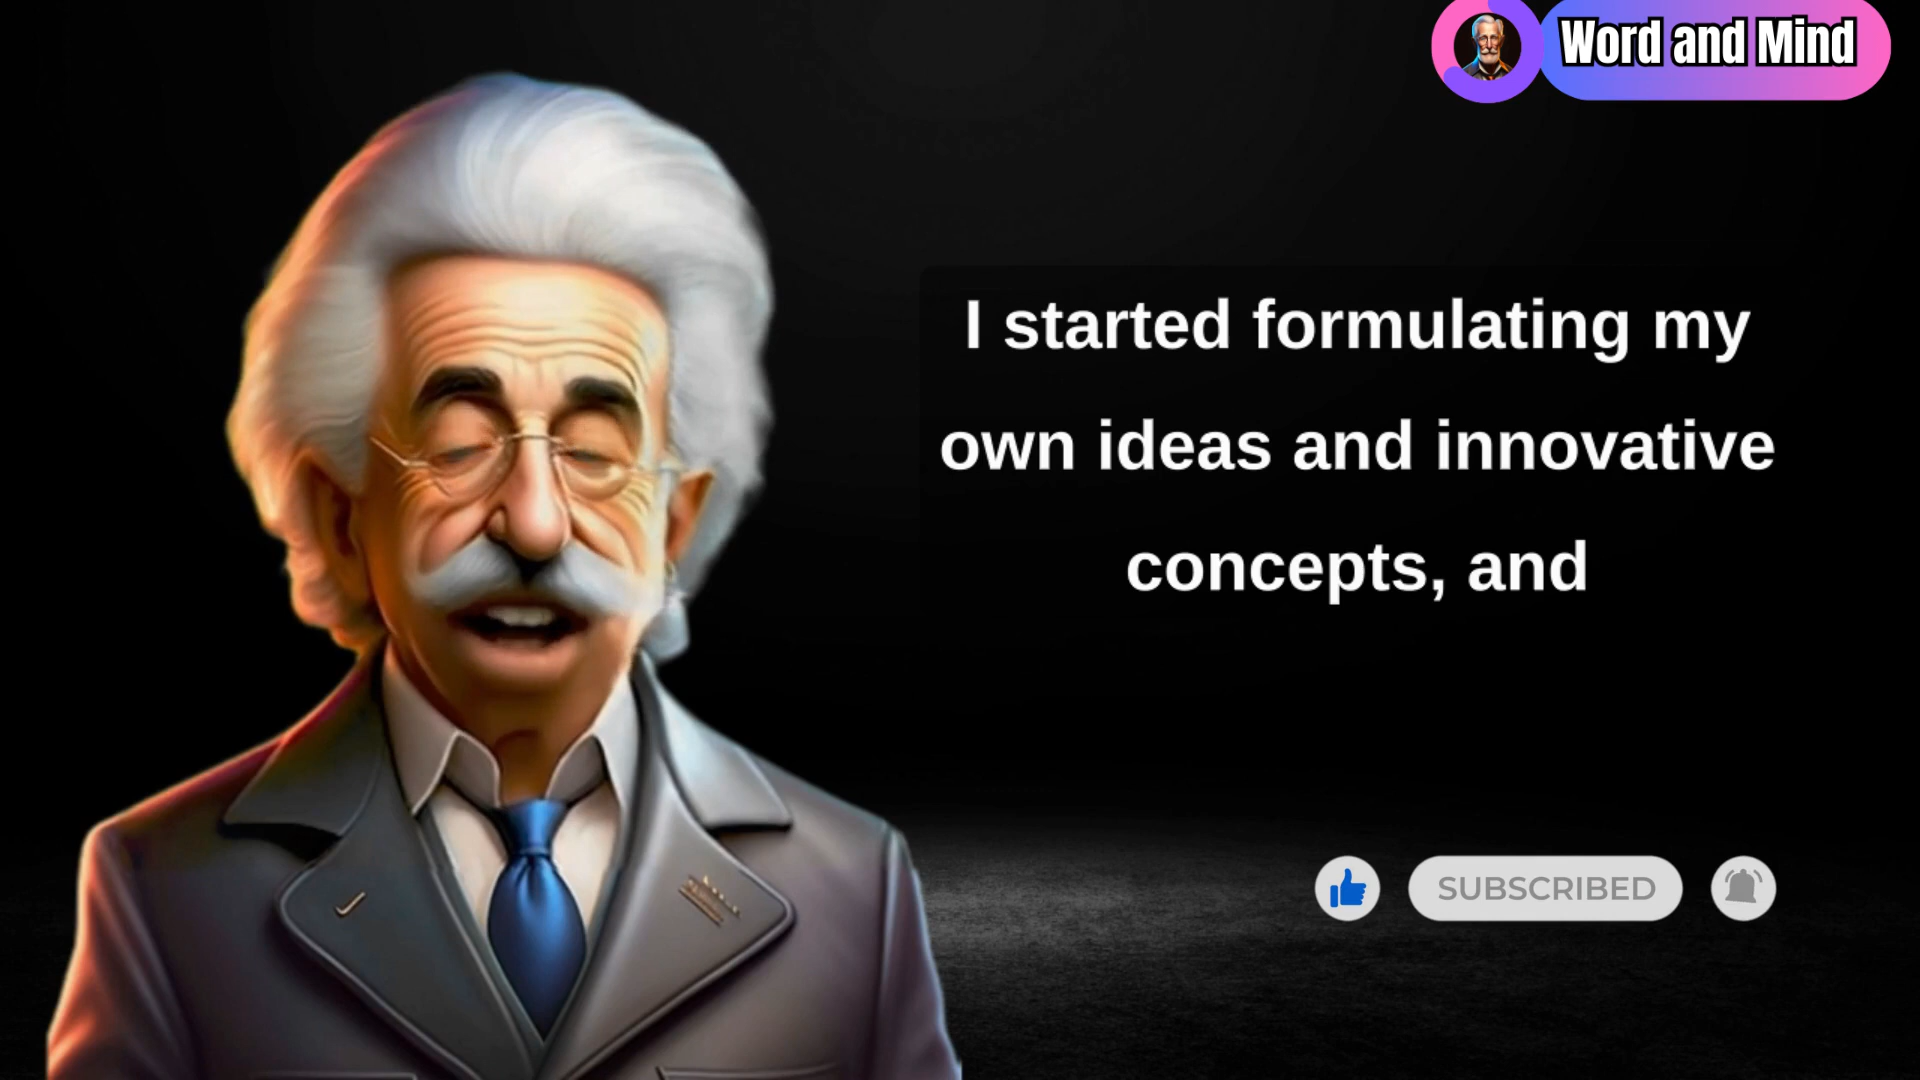 Word and Mind
I started formulating my
own ideas and innovative
concepts, and
SUBSCRIBED